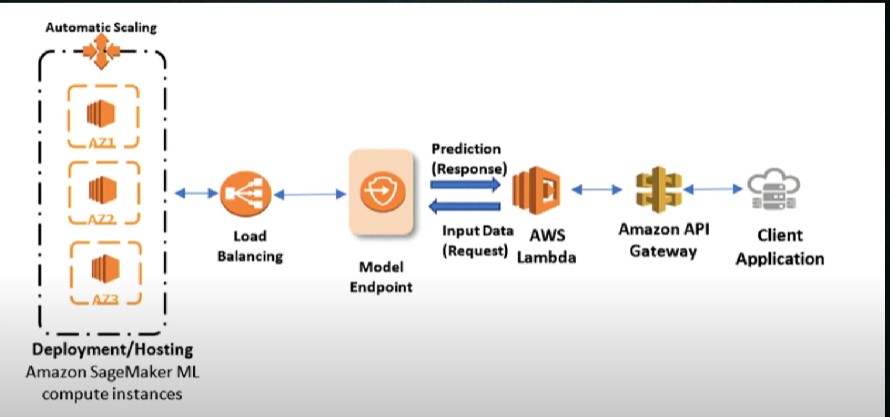 Automatic Scaling
AZ1
AZ2
AZ3
Deployment/Hosting
Amazon SageMaker ML
compute instances
Load
Balancing
Model
Endpoint
Prediction
(Response)
Input Data
(Request)
AWS
Lambda
Amazon API
Gateway
Client
Application